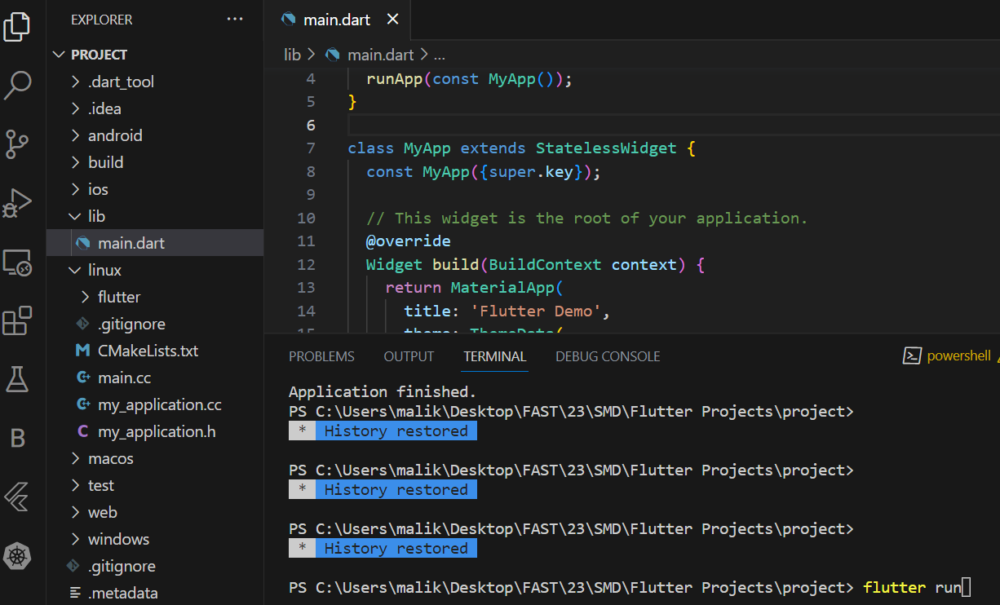 EXPLORER
PROJECT
.dart_tool
.idea
android
build
ios
lib
main.dart
linux
flutter
.gitignore
CMakeLists.txt
main.cc
my_application.cc
my_application.h
macos
test
web
windows
.gitignore
.metadata
main.dart
lib > main.dart > ...
4 runApp(const MyApp());
5 }
6
7 class MyApp extends StatelessWidget {
8 const MyApp({super.key});
9
10 // This widget is the root of your application.
11 @override
12 Widget build(BuildContext context) {
13 return MaterialApp(
14 title: 'Flutter Demo',
15 theme: ThemeData(
PROBLEMS OUTPUT TERMINAL DEBUG CONSOLE powershell
Application finished.
PS C:\Users\malik\Desktop\FAST\23\SMD\Flutter Projects\project>
* History restored
PS C:\Users\malik\Desktop\FAST\23\SMD\Flutter Projects\project>
* History restored
PS C:\Users\malik\Desktop\FAST\23\SMD\Flutter Projects\project>
* History restored
PS C:\Users\malik\Desktop\FAST\23\SMD\Flutter Projects\project> flutter run